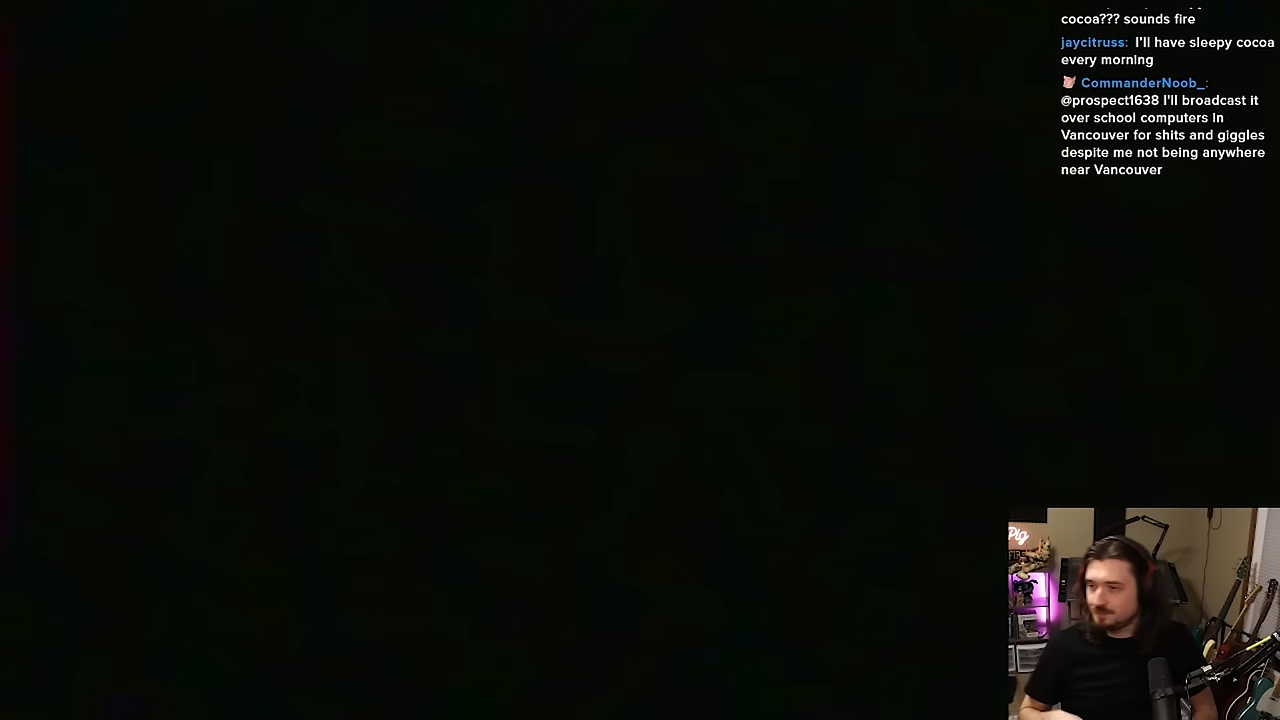 cocoa??? sounds fire
jaycitruss: I'll have sleepy cocoa
every morning
CommanderNoob_:
@prospect1638 I'll broadcast it
over school computers in
Vancouver for shits and giggles
despite me not being anywhere
near Vancouver
Pig